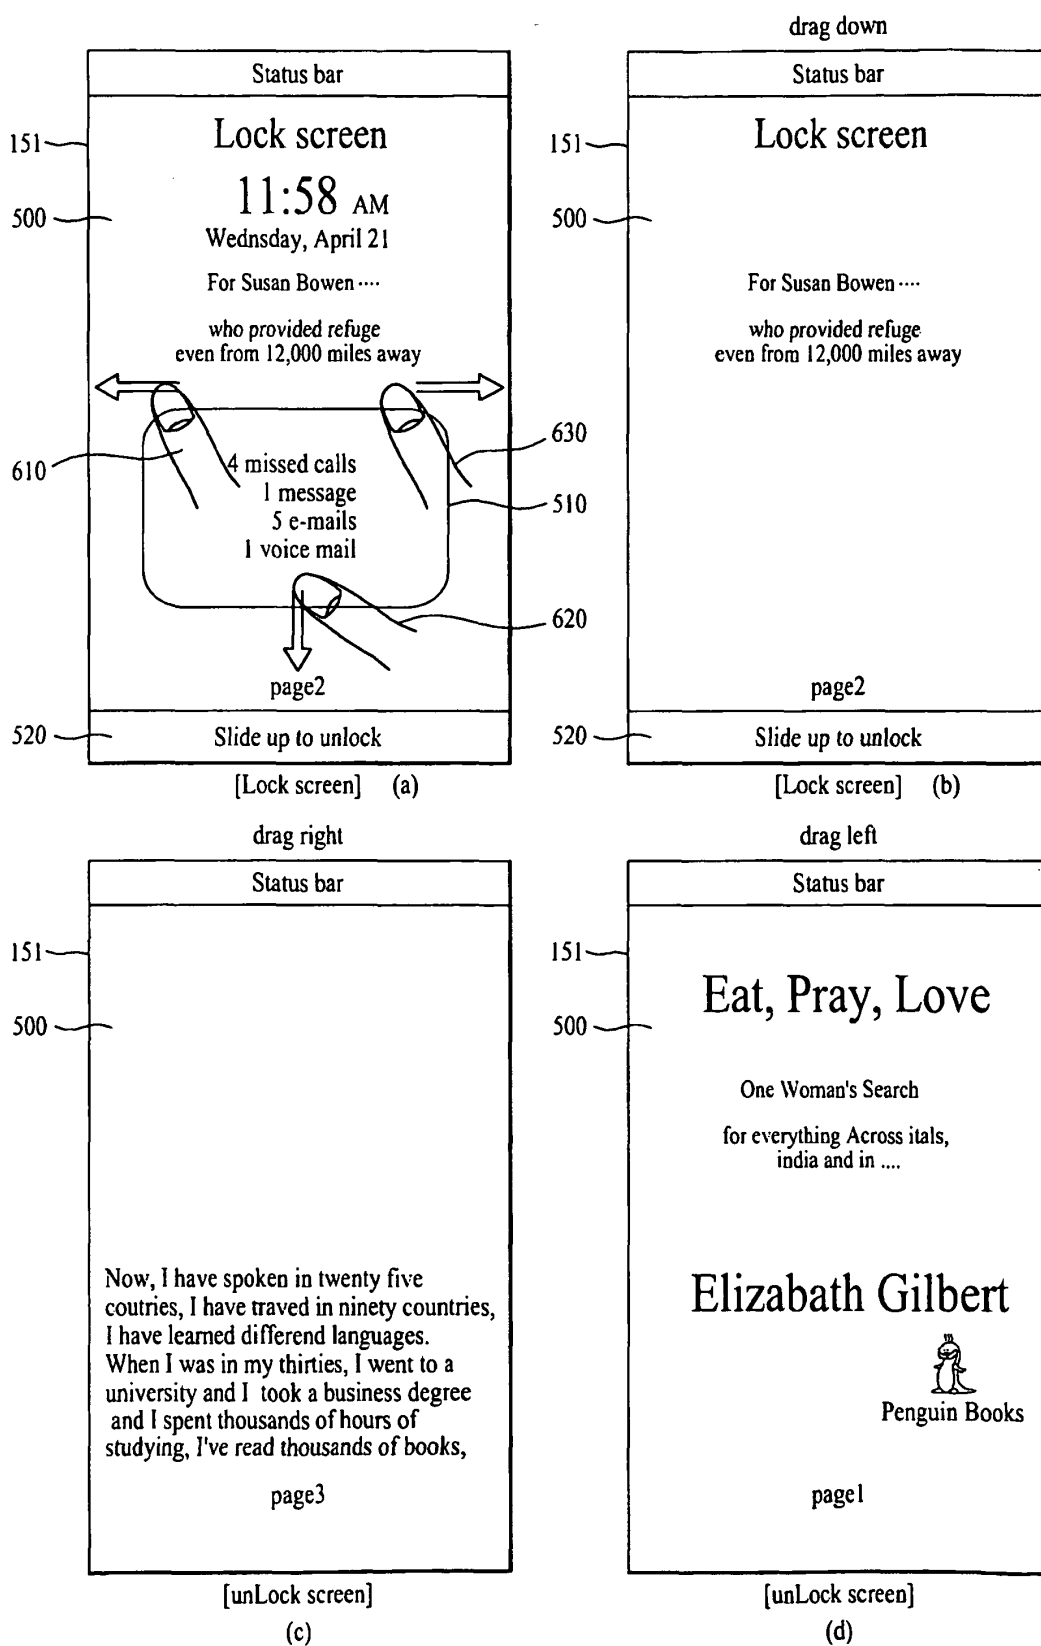 drag down
Status bar
Lock screen
11:58 AM
Wednsday, April 21
For Susan Bowen ····
who provided refuge
even from 12,000 miles away
4 missed calls
1 message
5 e-mails
1 voice mail
page2
Slide up to unlock
[Lock screen] (a)
151
500
610
520
630
510
620
Status bar
Lock screen
For Susan Bowen ····
who provided refuge
even from 12,000 miles away
page2
Slide up to unlock
[Lock screen] (b)
151
500
520
drag right
Status bar
151
500
Now, I have spoken in twenty five
coutries, I have traved in ninety countries,
I have learned differend languages.
When I was in my thirties, I went to a
university and I took a business degree
and I spent thousands of hours of
studying, I've read thousands of books,
page3
[unLock screen]
(c)
drag left
Status bar
151
500
Eat, Pray, Love
One Woman's Search
for everything Across itals,
india and in ....
Elizabath Gilbert
Penguin Books
page1
[unLock screen]
(d)